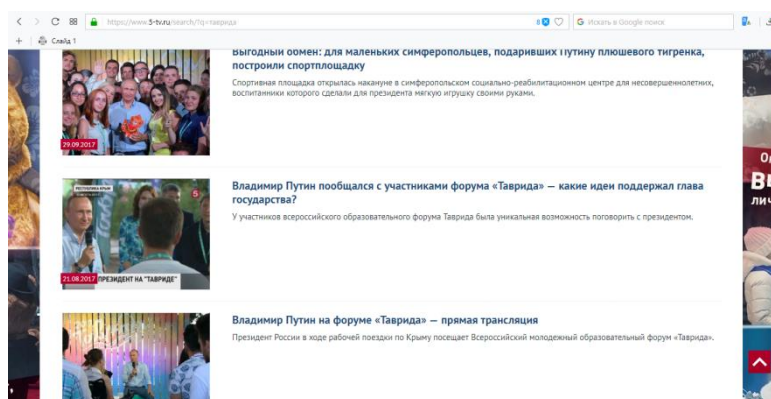 https://www.5-tv.ru/search/?q=таврида
8
Искать в Google поиск
Слайд 1
Выгодный обмен: для маленьких симферопольцев, подаривших Путину плюшевого тигренка,
построили спортплощадку
Спортивная площадка открылась накануне в симферопольском социально-реабилитационном центре для несовершеннолетних,
воспитанники которого сделали для президента мягкую игрушку своими руками.
29.09.2017
РЕСПУБЛИКА КРЫМ
5
Владимир Путин пообщался с участниками форума «Таврида» — какие идеи поддержал глава
государства?
У участников всероссийского образовательного форума Таврида была уникальная возможность поговорить с президентом.
21.08.2017 ПРЕЗИДЕНТ НА "ТАВРИДЕ"
Владимир Путин на форуме «Таврида» — прямая трансляция
Президент России в ходе рабочей поездки по Крыму посещает Всероссийский молодежный образовательный форум «Таврида».